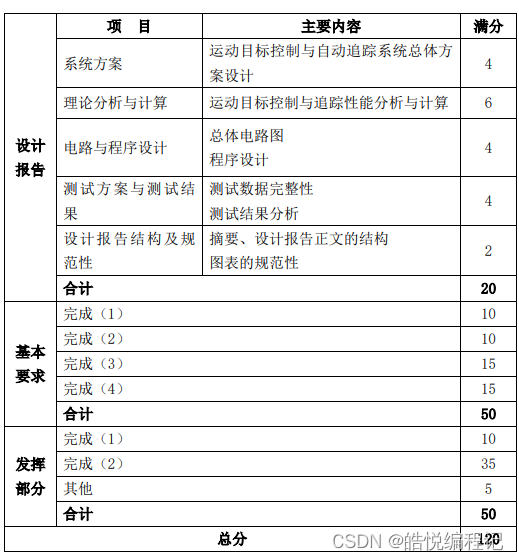 项 目 主要内容 满分
设计
报告
系统方案
运动目标控制与自动追踪系统总体方
案设计
4
理论分析与计算 运动目标控制与追踪性能分析与计算 6
电路与程序设计
总体电路图
程序设计
4
测试方案与测试结
果
测试数据完整性
测试结果分析
4
设计报告结构及规
范性
摘要、设计报告正文的结构
图表的规范性
2
合计 20
基本
要求
完成（1） 10
完成（2） 10
完成（3） 15
完成（4） 15
合计 50
发挥
部分
完成（1） 10
完成（2） 35
其他 5
合计 50
总分 120
CSDN @皓悦编程记